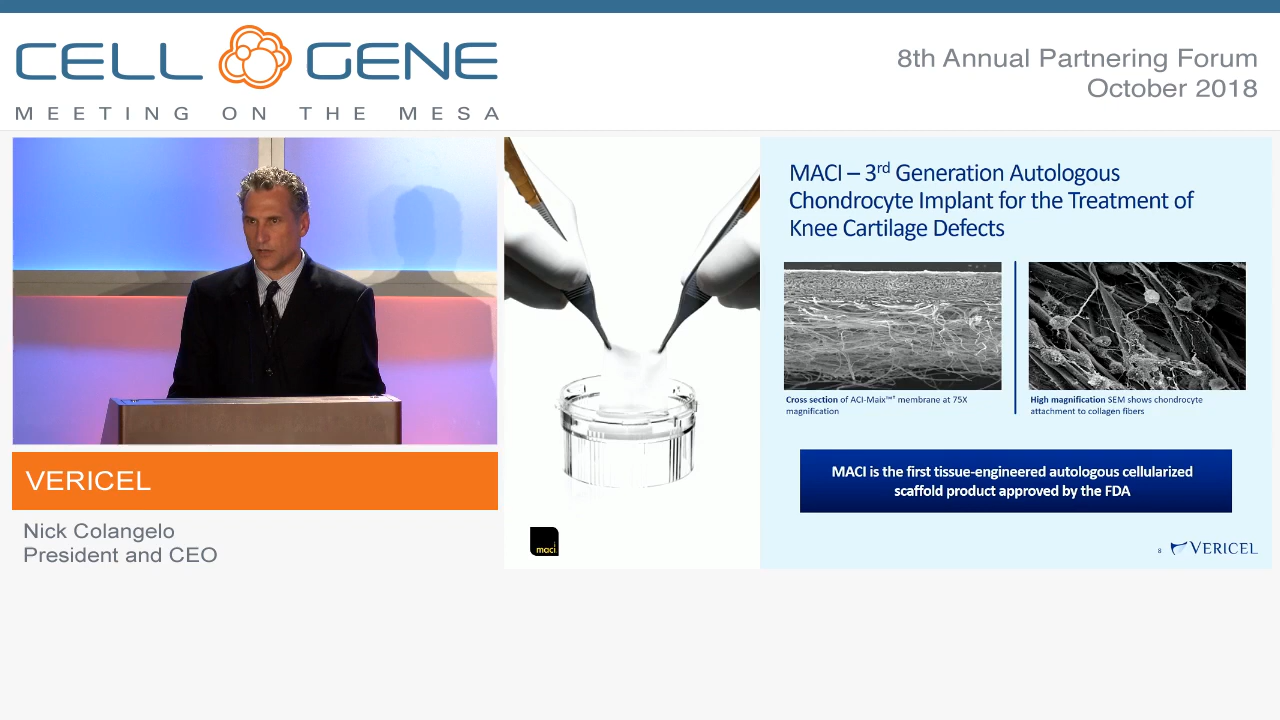 CELL GENE
MEETING ON THE MESA
8th Annual Partnering Forum
October 2018
MACI – 3rd Generation Autologous
Chondrocyte Implant for the Treatment of
Knee Cartilage Defects
Cross section of ACI-Maix™* membrane at 75X
magnification
High magnification SEM shows chondrocyte
attachment to collagen fibers
MACI is the first tissue-engineered autologous cellularized
scaffold product approved by the FDA
maci
8
VERICEL
VERICEL
Nick Colangelo
President and CEO